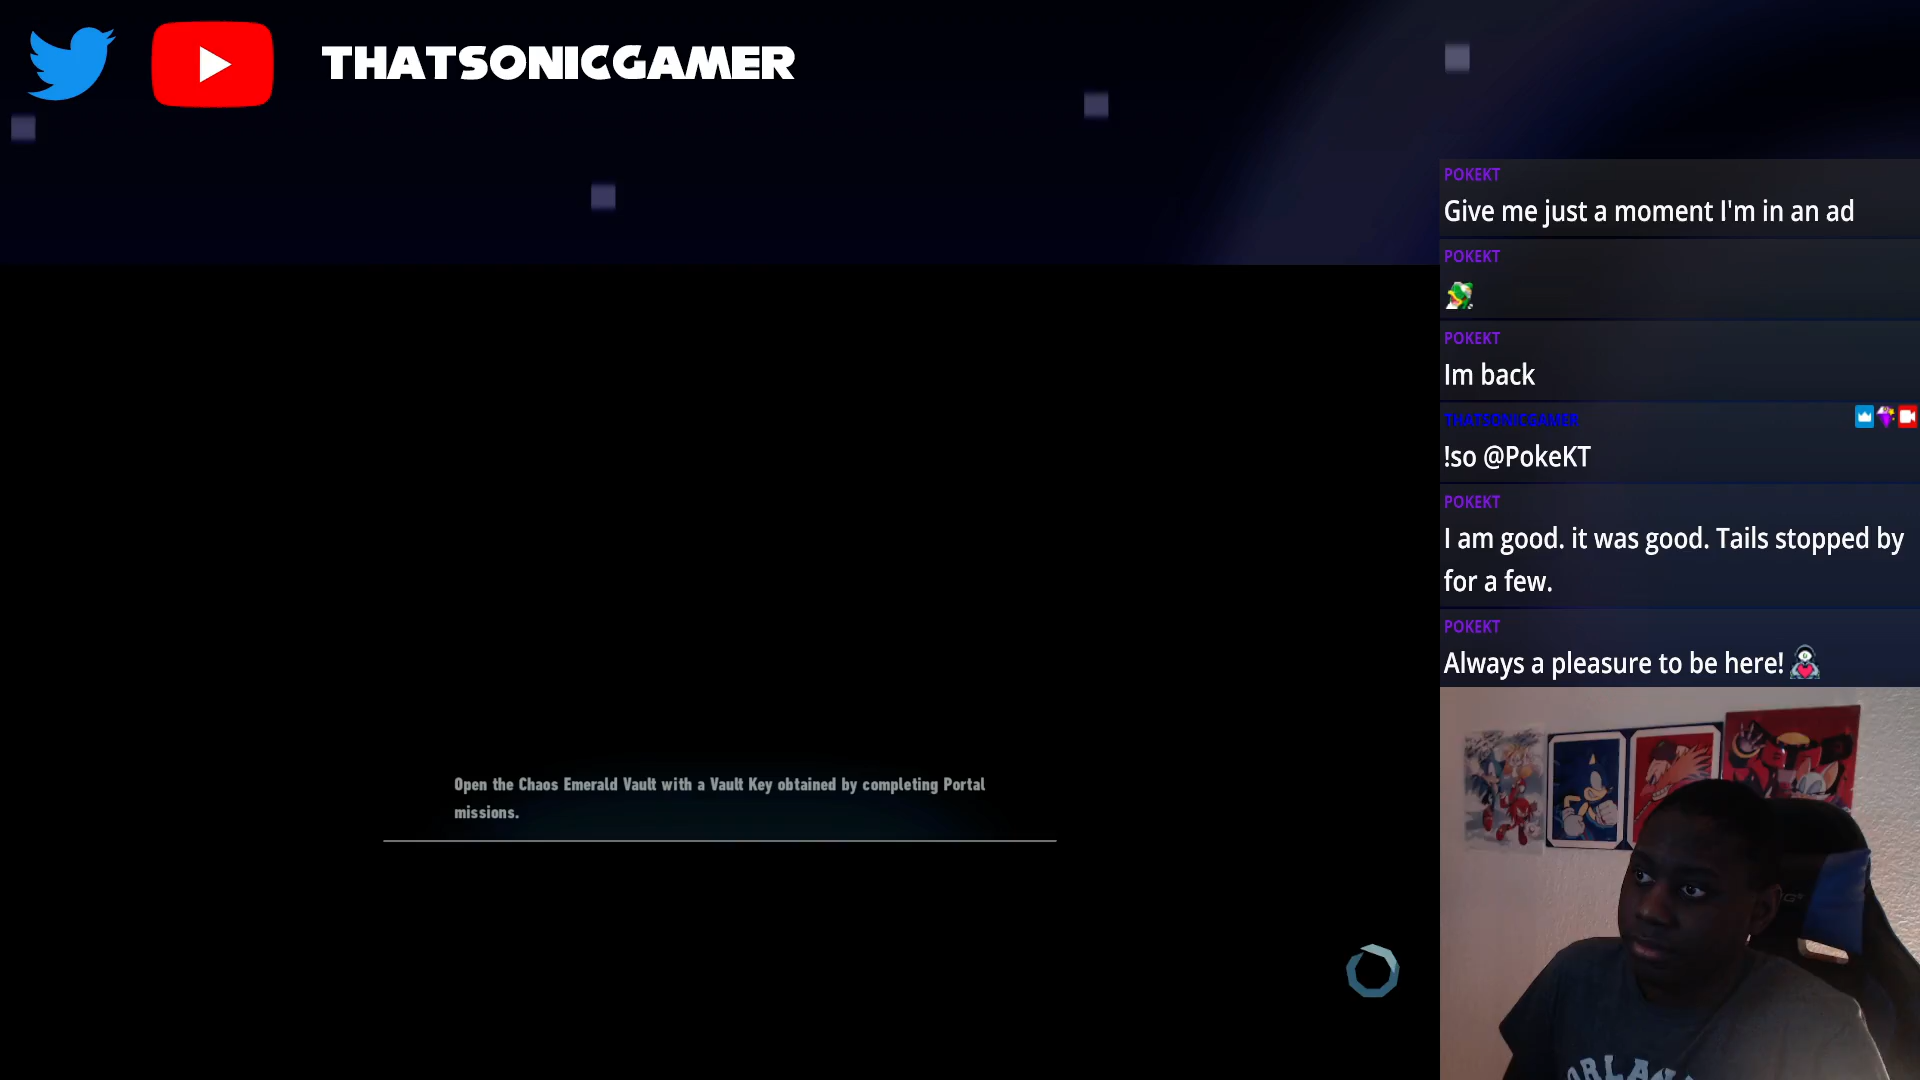 THATSONICGAMER
POKEKT
Give me just a moment I'm in an ad
POKEKT
POKEKT
Im back
THATSONICGAMER
!so @PokeKT
POKEKT
I am good. it was good. Tails stopped by
for a few.
POKEKT
Always a pleasure to be here!
Open the Chaos Emerald Vault with a Vault Key obtained by completing Portal
missions.